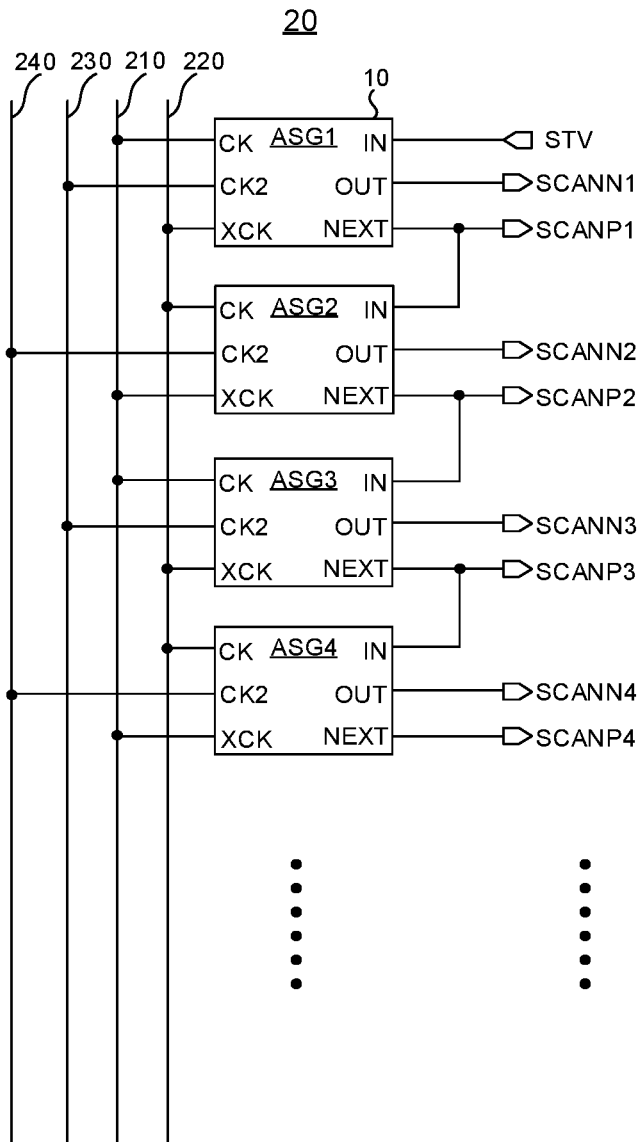 20
240 230 210 220
10
CK ASG1 IN STV
CK2 OUT SCANN1
XCK NEXT SCANP1
CK ASG2 IN
CK2 OUT SCANN2
XCK NEXT SCANP2
CK ASG3 IN
CK2 OUT SCANN3
XCK NEXT SCANP3
CK ASG4 IN
CK2 OUT SCANN4
XCK NEXT SCANP4